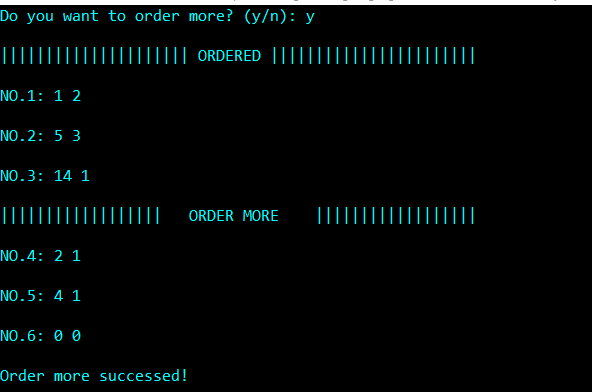 Do you want to order more? (y/n): y
||||||||||||||||||||| ORDERED |||||||||||||||||||||||
NO.1: 1 2
NO.2: 5 3
NO.3: 14 1
|||||||||||||||||| ORDER MORE ||||||||||||||||||
NO.4: 2 1
NO.5: 4 1
NO.6: 0 0
Order more successed!